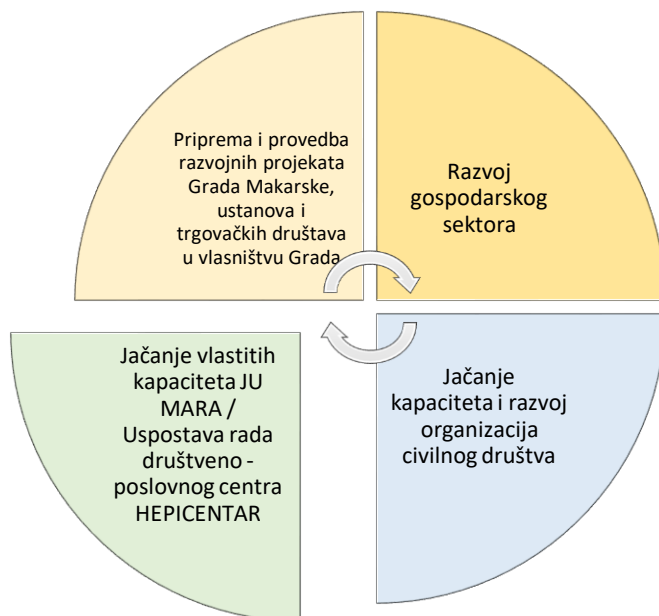 Priprema i provedba
razvojnih projekata
Grada Makarske,
ustanova i
trgovačkih društava
u vlasništvu Grada
Razvoj
gospodarskog
sektora
Jačanje vlastitih
kapaciteta JU
MARA /
Uspostava rada
društveno -
poslovnog centra
HEPICENTAR
Jačanje
kapaciteta i razvoj
organizacija
civilnog društva